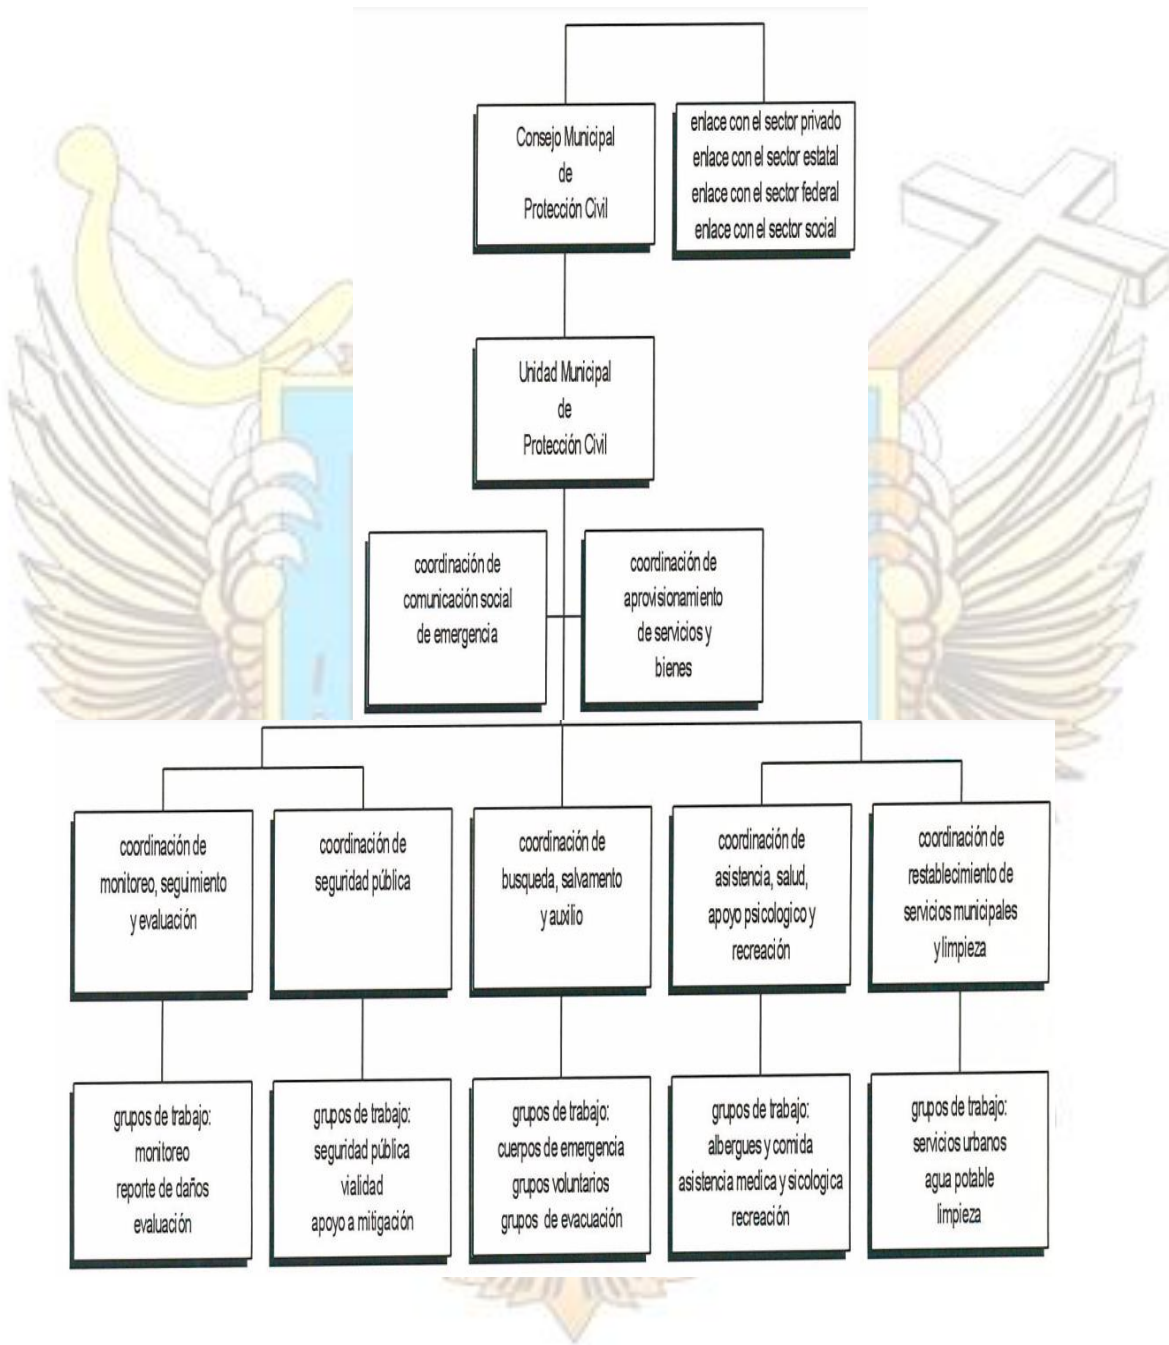 Consejo Municipal
de
Protección Civil
enlace con el sector privado
enlace con el sector estatal
enlace con el sector federal
enlace con el sector social
Unidad Municipal
de
Protección Civil
coordinación de
comunicación social
de emergencia
coordinación de
aprovisionamiento
de servicios y
bienes
coordinación de
monitoreo, seguimiento
y evaluación
coordinación de
seguridad pública
coordinación de
busqueda, salvamento
y auxilio
coordinación de
asistencia, salud,
apoyo psicologico y
recreación
coordinación de
restablecimiento de
servicios municipales
y limpieza
grupos de trabajo:
monitoreo
reporte de daños
evaluación
grupos de trabajo:
seguridad pública
vialidad
apoyo a mitigación
grupos de trabajo:
cuerpos de emergencia
grupos voluntarios
grupos de evacuación
grupos de trabajo:
albergues y comida
asistencia medica y sicologica
recreación
grupos de trabajo:
servicios urbanos
agua potable
limpieza